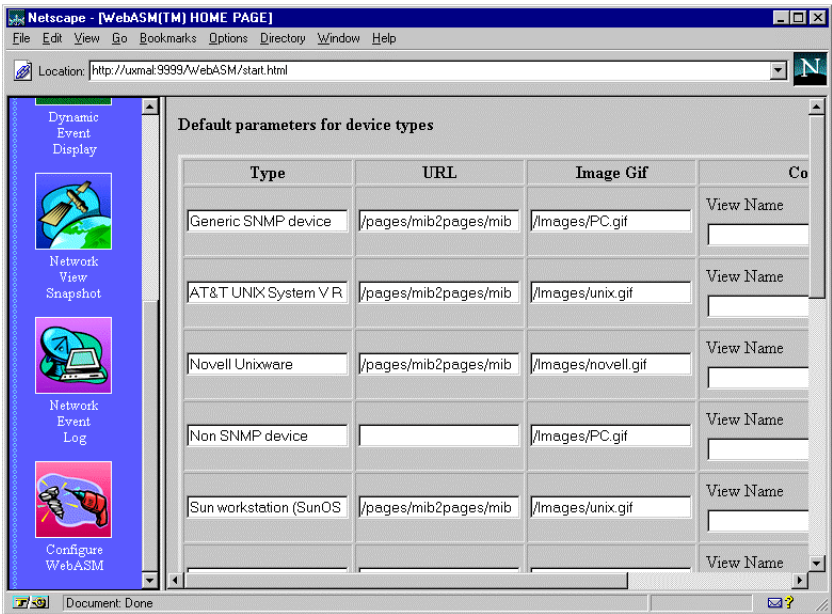 Netscape - [WebASM(TM) HOME PAGE]
File Edit View Go Bookmarks Options Directory Window Help
Location: http://uxmal:9999/WebASM/start.html
N
Dynamic
Event
Display
Network
View
Snapshot
Network
Event
Log
Configure
WebASM
Default parameters for device types
Type URL Image Gif Co
Generic SNMP device /pages/mib2pages/mib /Images/PC.gif View Name
AT&T UNIX System V R /pages/mib2pages/mib /Images/unix.gif View Name
Novell Unixware /pages/mib2pages/mib /Images/novell.gif View Name
Non SNMP device /Images/PC.gif View Name
Sun workstation (SunOS /pages/mib2pages/mib /Images/unix.gif View Name
View Name
Document: Done